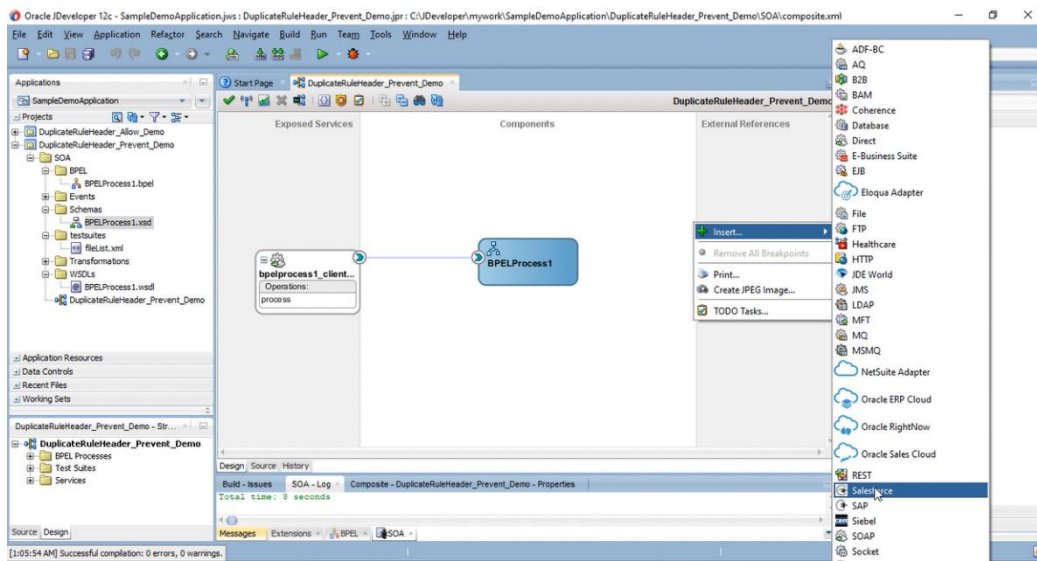 Oracle JDeveloper 12c - SampleDemoApplication.jws : DuplicateRuleHeader_Prevent_Demo.jpr : C:\JDeveloper\mywork\SampleDemoApplication\DuplicateRuleHeader_Prevent_Demo\SOA\composite.xml
File Edit View Application Refactor Search Navigate Build Run Team Tools Window Help
Applications
SampleDemoApplication
Projects
DuplicateRuleHeader_Allow_Demo
DuplicateRuleHeader_Prevent_Demo
SOA
BPEL
BPELProcess1.bpel
Events
Schemas
BPELProcess1.xsd
testsuites
fileList.xml
Transformations
WSDLs
BPELProcess1.wsdl
DuplicateRuleHeader_Prevent_Demo
Application Resources
Data Controls
Recent Files
Working Sets
DuplicateRuleHeader_Prevent_Demo - Str...
DuplicateRuleHeader_Prevent_Demo
BPEL Processes
Test Suites
Services
Source Design
Start Page DuplicateRuleHeader_Prevent_Demo
DuplicateRuleHeader_Prevent_Demo
Exposed Services Components External References
bpelprocess1_client...
Operations:
process
BPELProcess1
Insert...
Remove All Breakpoints
Print...
Create JPEG Image...
TODO Tasks...
Design Source History
Build - Issues SOA - Log Composite - DuplicateRuleHeader_Prevent_Demo - Properties
Total time: 8 seconds
Messages Extensions BPEL SOA
[1:05:54 AM] Successful compilation: 0 errors, 0 warnings.
ADF-BC
AQ
B2B
BAM
Coherence
Database
Direct
E-Business Suite
EJB
Eloqua Adapter
File
FTP
Healthcare
HTTP
JDE World
JMS
LDAP
MFT
MQ
MSMQ
NetSuite Adapter
Oracle ERP Cloud
Oracle RightNow
Oracle Sales Cloud
REST
Salesforce
SAP
Siebel
SOAP
Socket